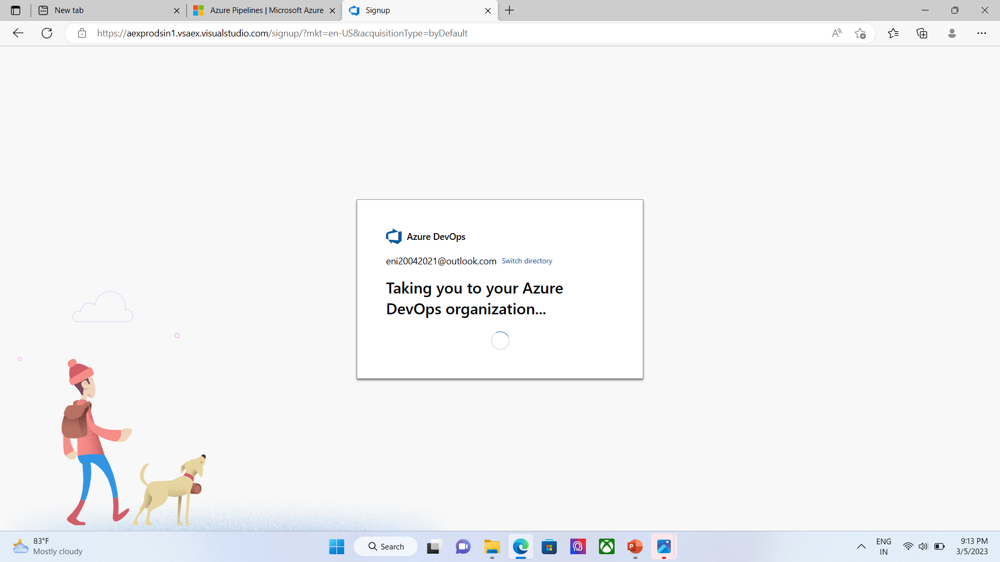 New tab
Azure Pipelines | Microsoft Azure
Signup
https://aexprodsin1.vsaex.visualstudio.com/signup/?mkt=en-US&acquisitionType=byDefault
Azure DevOps
eni20042021@outlook.com Switch directory
Taking you to your Azure
DevOps organization...
83°F
Mostly cloudy
Search
ENG
IN
9:13 PM
3/5/2023